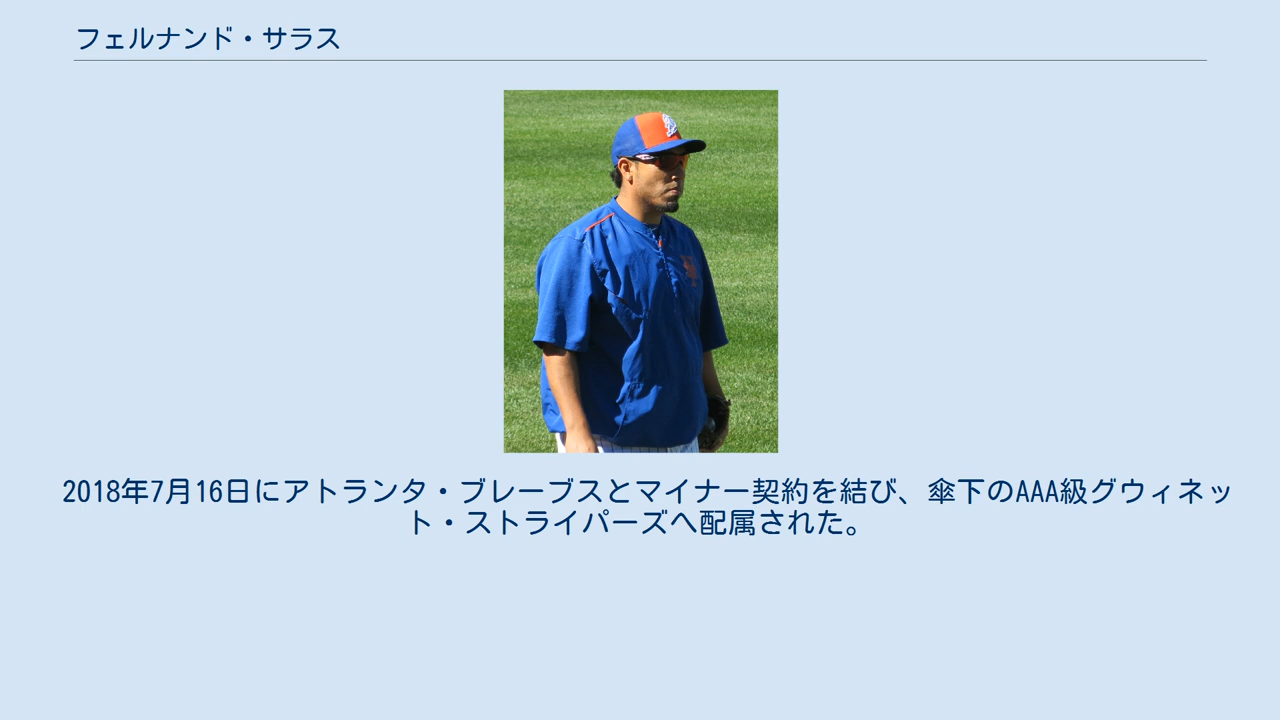 フェルナンド・サラス
2018年7月16日にアトランタ・ブレーブスとマイナー契約を結び、傘下のAAA級グウィネッ
ト・ストライパーズへ配属された。